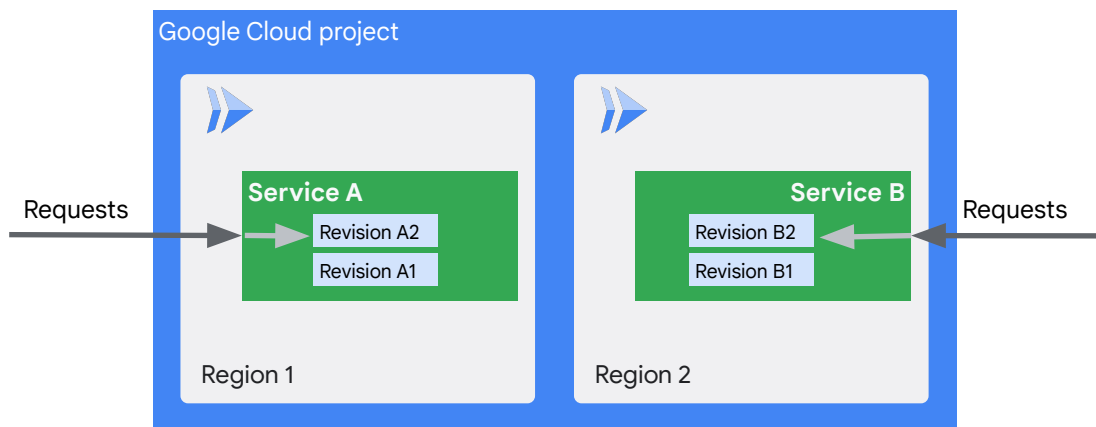 Google Cloud project
Requests
Service A
Revision A2
Revision A1
Region 1
Service B
Revision B2
Revision B1
Region 2
Requests